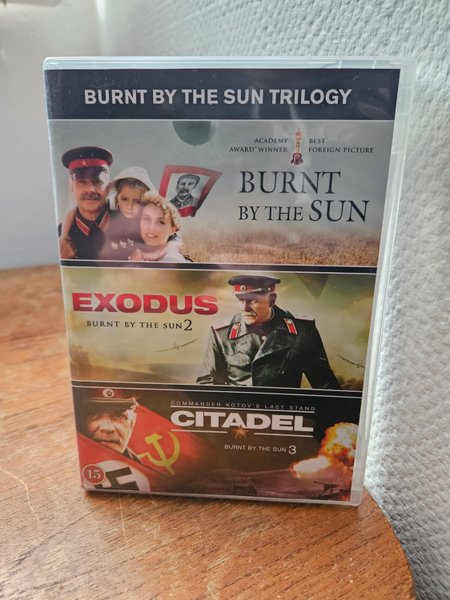 BURNT BY THE SUN TRILOGY
ACADEMY AWARD WINNER
BEST FOREIGN PICTURE
BURNT
BY THE SUN
EXODUS
BURNT BY THE SUN 2
COMMANDER KOTOV'S LAST STAND
CITADEL
BURNT BY THE SUN 3
15